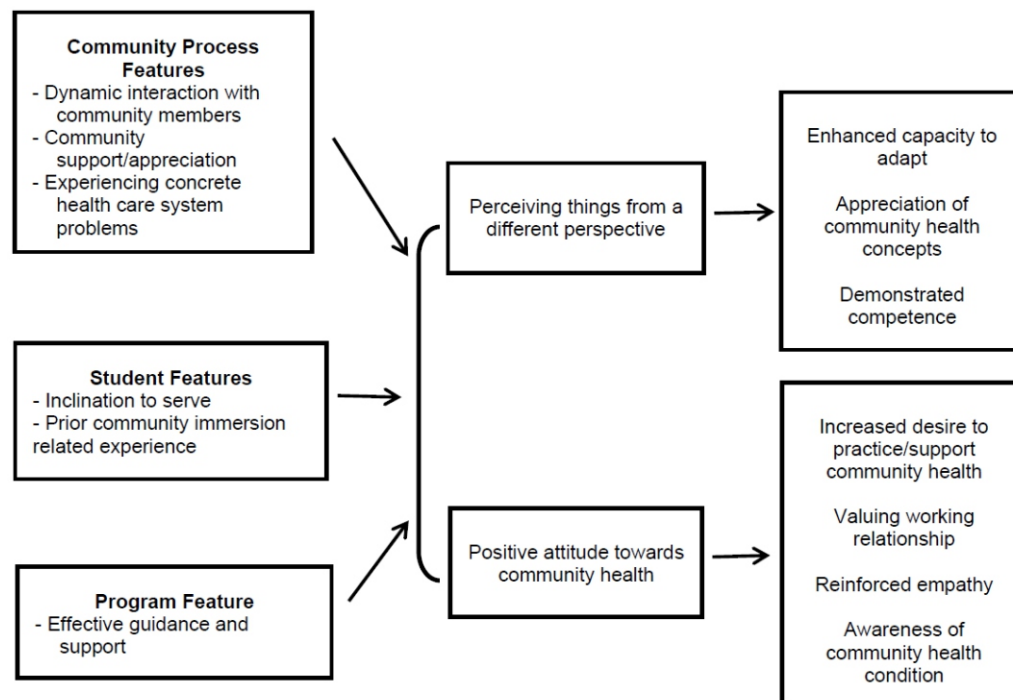 Community Process
Features
- Dynamic interaction with
community members
- Community
support/appreciation
- Experiencing concrete
health care system
problems
Student Features
- Inclination to serve
- Prior community immersion
related experience
Program Feature
- Effective guidance and
support
Perceiving things from a
different perspective
Positive attitude towards
community health
Enhanced capacity to
adapt
Appreciation of
community health
concepts
Demonstrated
competence
Increased desire to
practice/support
community health
Valuing working
relationship
Reinforced empathy
Awareness of
community health
condition